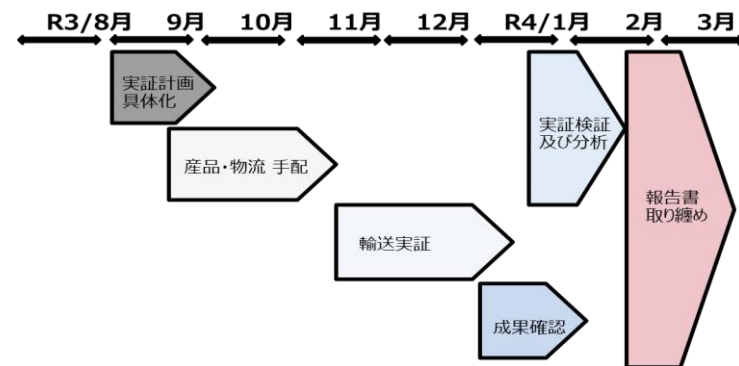 R3/8月 9月 10月 11月 12月 R4/1月 2月 3月
実証計画
具体化
産品・物流 手配
輸送実証
成果確認
実証検証
及び分析
報告書
取り纏め